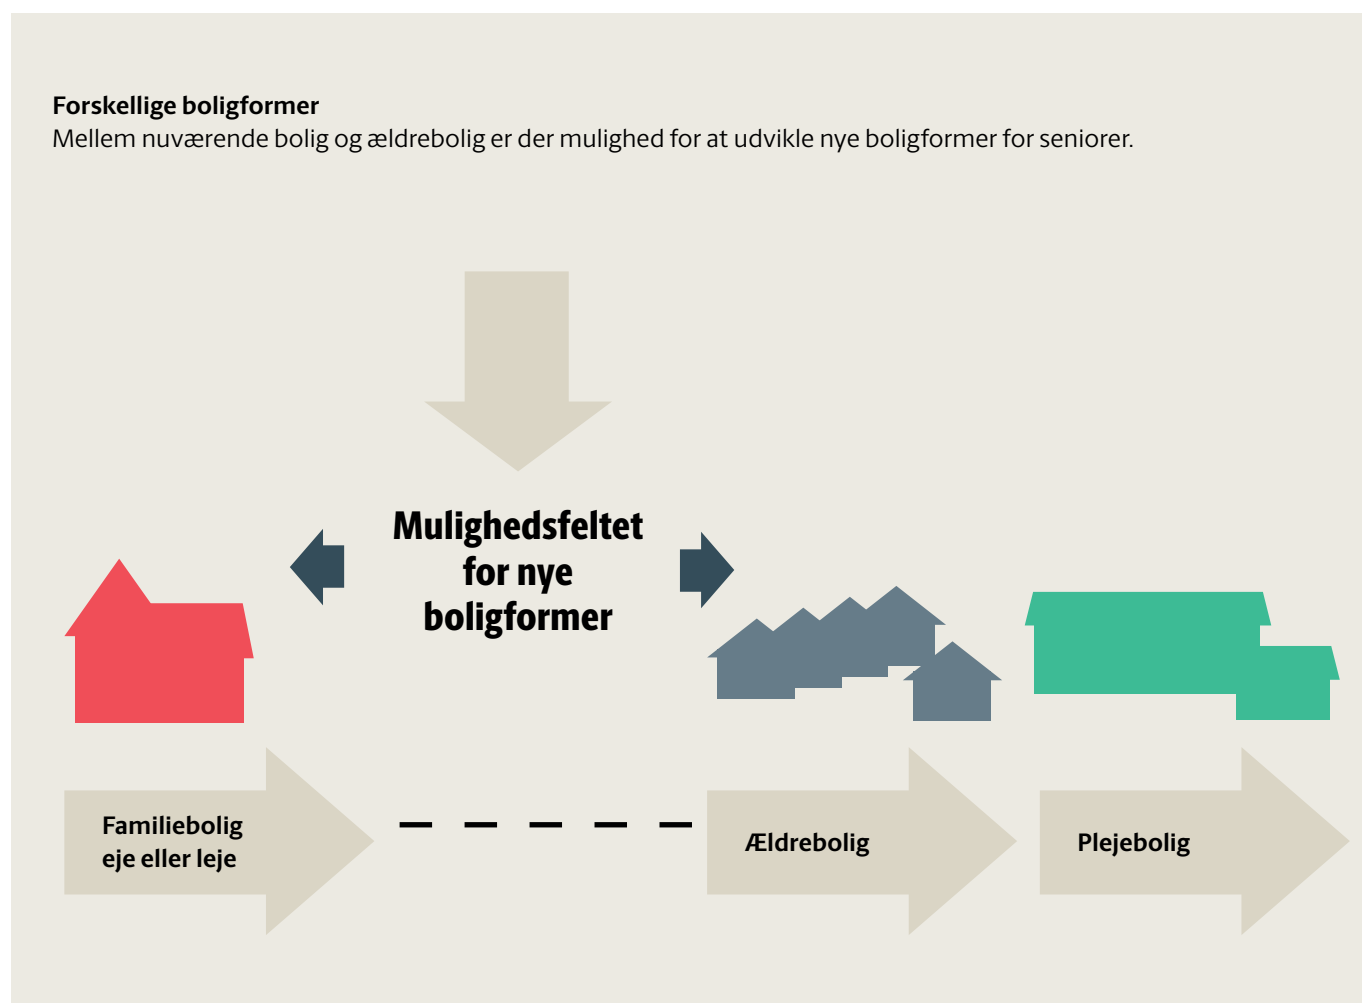 Forskellige boligformer
Mellem nuværende bolig og ældrebolig er der mulighed for at udvikle nye boligformer for seniorer.
Mulighedsfeltet
for nye
boligformer
Familiebolig
eje eller leje
Ældrebolig
Plejebolig